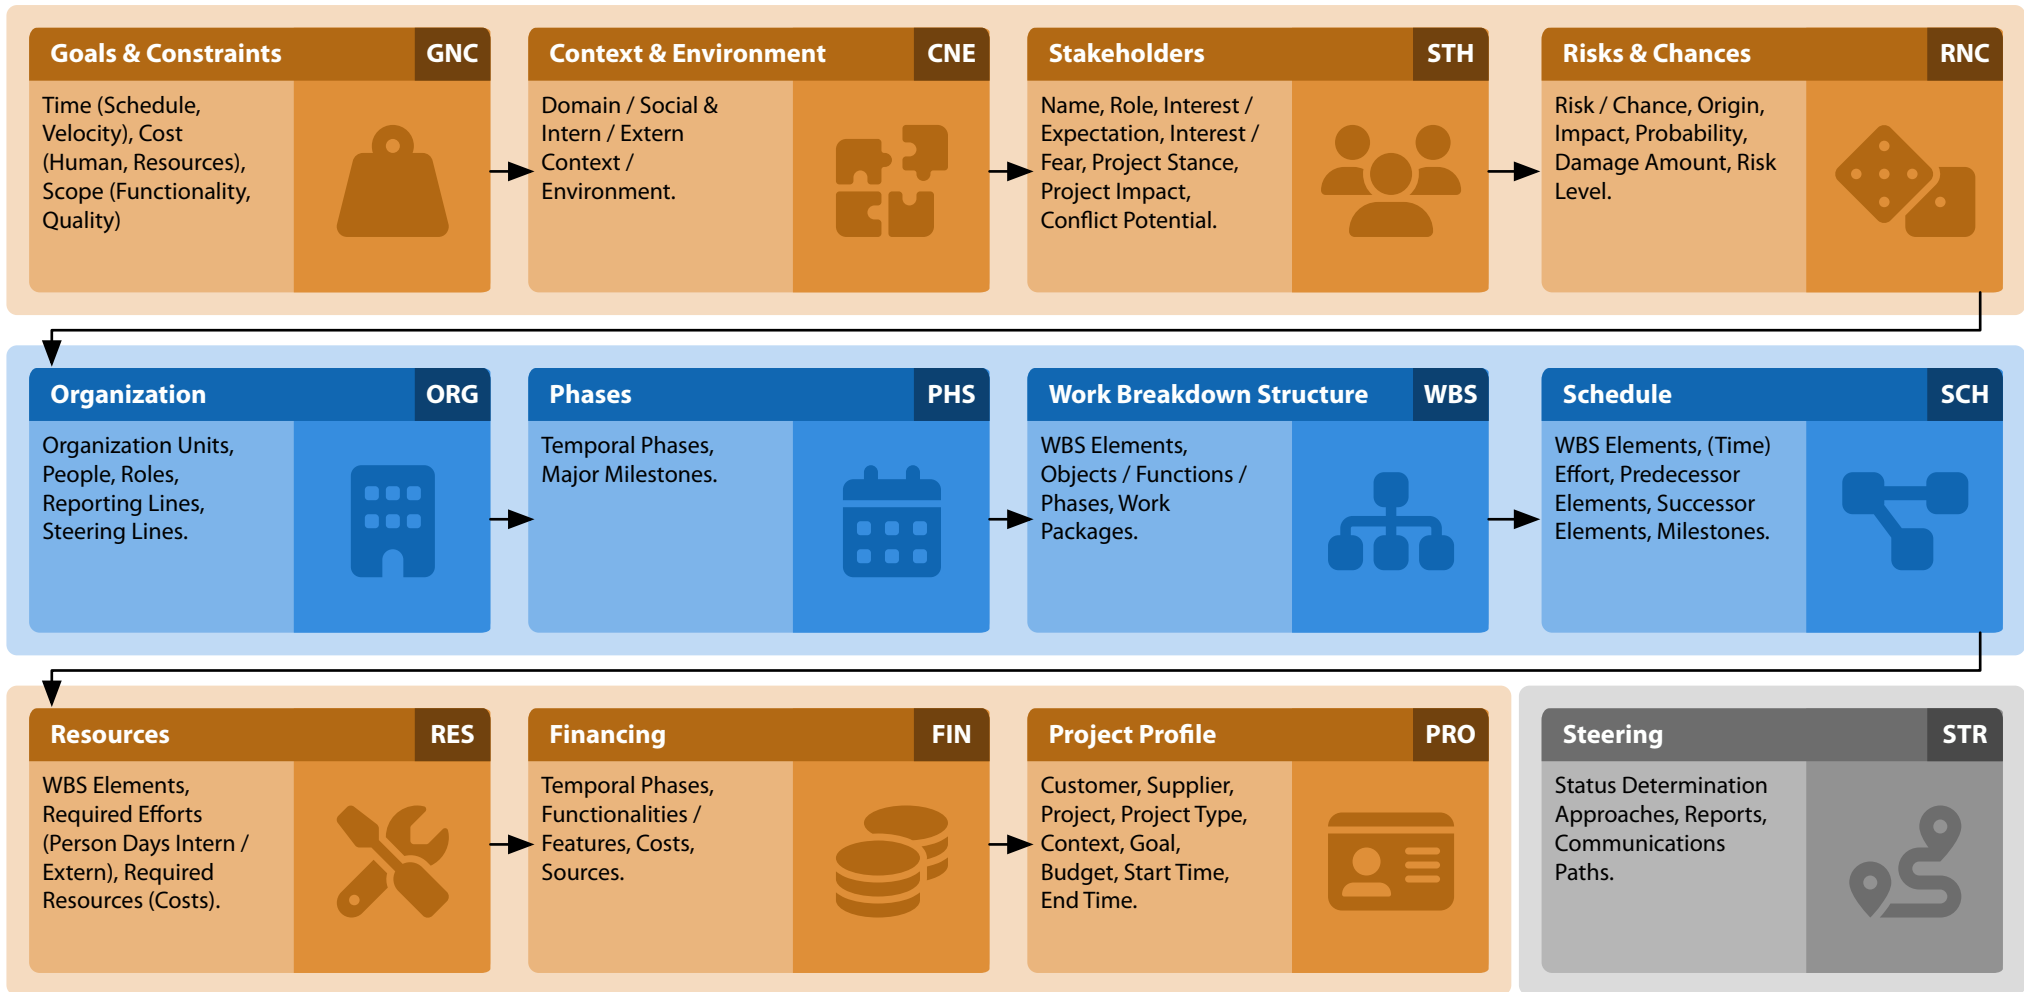 Goals & Constraints GNC
Time (Schedule,
Velocity), Cost
(Human, Resources),
Scope (Functionality,
Quality)
Context & Environment CNE
Domain / Social &
Intern / Extern
Context /
Environment.
Stakeholders STH
Name, Role, Interest /
Expectation, Interest /
Fear, Project Stance,
Project Impact,
Conflict Potential.
Risks & Chances RNC
Risk / Chance, Origin,
Impact, Probability,
Damage Amount, Risk
Level.
Organization ORG
Organization Units,
People, Roles,
Reporting Lines,
Steering Lines.
Phases PHS
Temporal Phases,
Major Milestones.
Work Breakdown Structure WBS
WBS Elements,
Objects / Functions /
Phases, Work
Packages.
Schedule SCH
WBS Elements, (Time)
Effort, Predecessor
Elements, Successor
Elements, Milestones.
Resources RES
WBS Elements,
Required Efforts
(Person Days Intern /
Extern), Required
Resources (Costs).
Financing FIN
Temporal Phases,
Functionalities /
Features, Costs,
Sources.
Project Profile PRO
Customer, Supplier,
Project, Project Type,
Context, Goal,
Budget, Start Time,
End Time.
Steering STR
Status Determination
Approaches, Reports,
Communications
Paths.